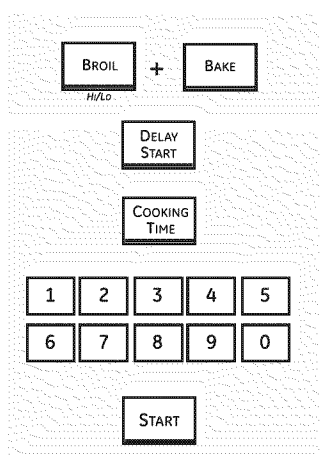 BROIL + BAKE
Hi/Lo
DELAY
START
COOKING
TIME
1 2 3 4 5
6 7 8 9 0
START